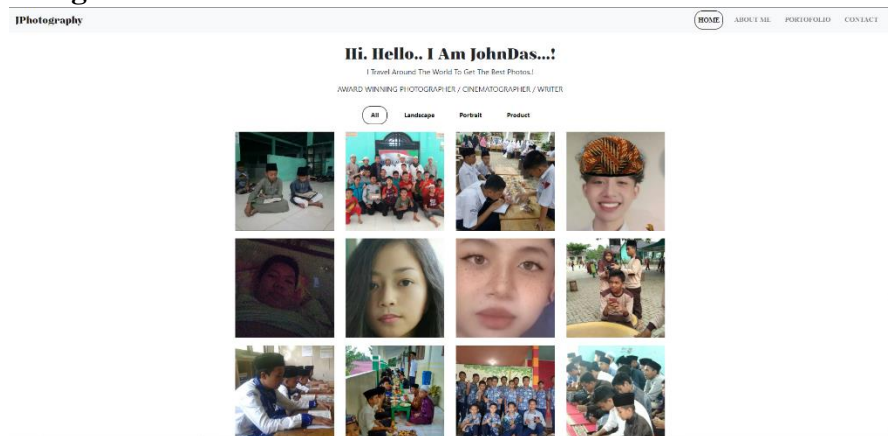 JPhotography
HOME ABOUT ME PORTOFOLIO CONTACT
Hi. Hello.. I Am JohnDas...!
I Travel Around The World To Get The Best Photos.!
AWARD WINNING PHOTOGRAPHER / CINEMATOGRAPHER / WRITER
All Landscape Portrait Product